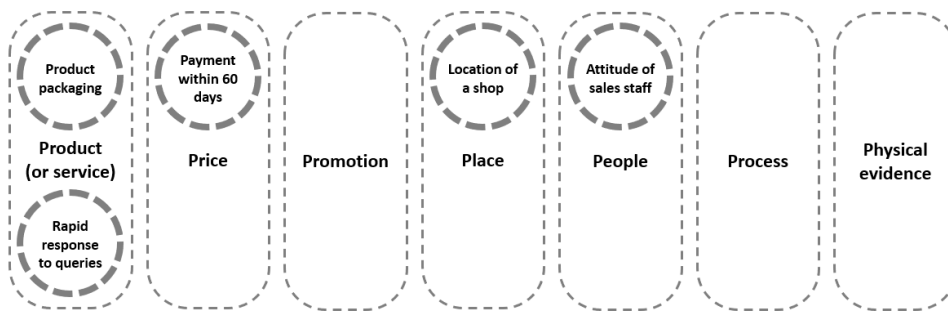 Product
packaging
Product
(or service)
Rapid
response
to queries
Payment
within 60
days
Price
Promotion
Location of
a shop
Place
Attitude of
sales staff
People
Process
Physical
evidence